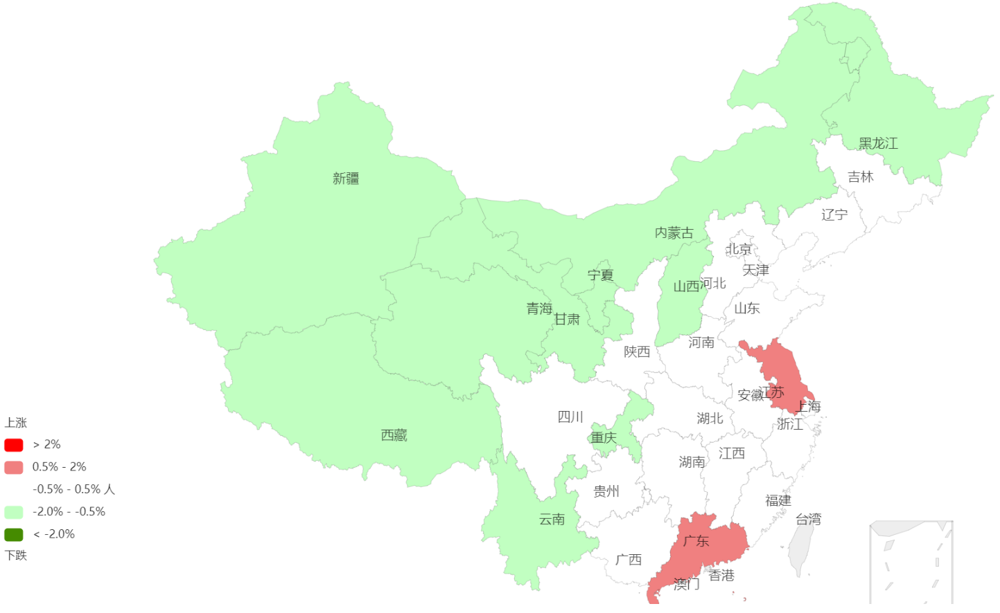 黑龙江
吉林
新疆
辽宁
内蒙古
北京
天津
宁夏
山西
河北
青海
甘肃
山东
河南
陕西
安徽
江苏
上海
四川
湖北
浙江
西藏
重庆
湖南
江西
贵州
福建
云南
台湾
广东
广西
香港
澳门
上涨
> 2%
0.5% - 2%
-0.5% - 0.5% 人
-2.0% - -0.5%
< -2.0%
下跌